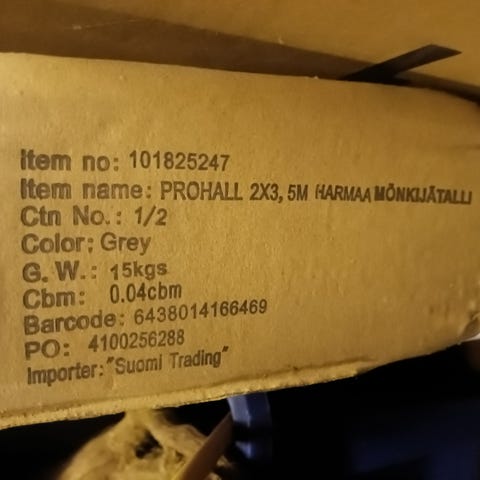 Item no: 101825247
Item name: PROHALL 2X3, 5M HARMAA MÖNKIJÄTALLI
Ctn No.: 1/2
Color: Grey
G. W.: 15kgs
Cbm: 0.04cbm
Barcode: 6438014166469
PO: 4100256288
Importer: "Suomi Trading"